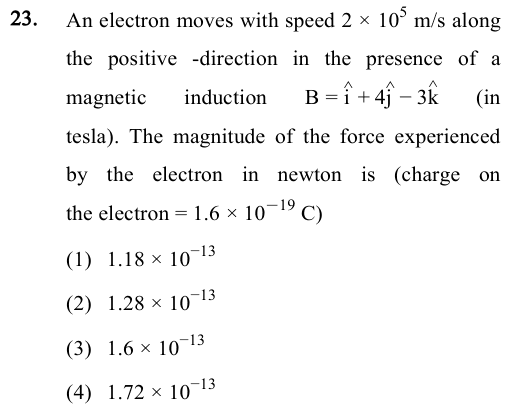 23. An electron moves with speed 2 × 10⁵ m/s along
the positive -direction in the presence of a
magnetic induction B = î + 4ĵ − 3k̂ (in
tesla). The magnitude of the force experienced
by the electron in newton is (charge on
the electron = 1.6 × 10⁻¹⁹ C)
(1) 1.18 × 10⁻¹³
(2) 1.28 × 10⁻¹³
(3) 1.6 × 10⁻¹³
(4) 1.72 × 10⁻¹³